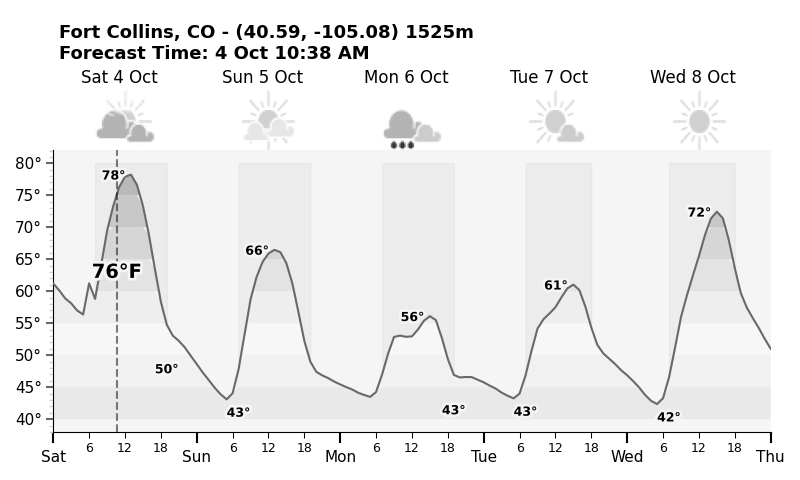 Fort Collins, CO - (40.59, -105.08) 1525m
Forecast Time: 4 Oct 10:38 AM
Sat 4 Oct Sun 5 Oct Mon 6 Oct Tue 7 Oct Wed 8 Oct
80°
78°
75°
72°
70°
66°
65°
76°F
61°
60°
56°
55°
50°
50°
45°
43° 43° 43°
42°
40°
6 12 18 6 12 18 6 12 18 6 12 18 6 12 18
Sat Sun Mon Tue Wed Thu